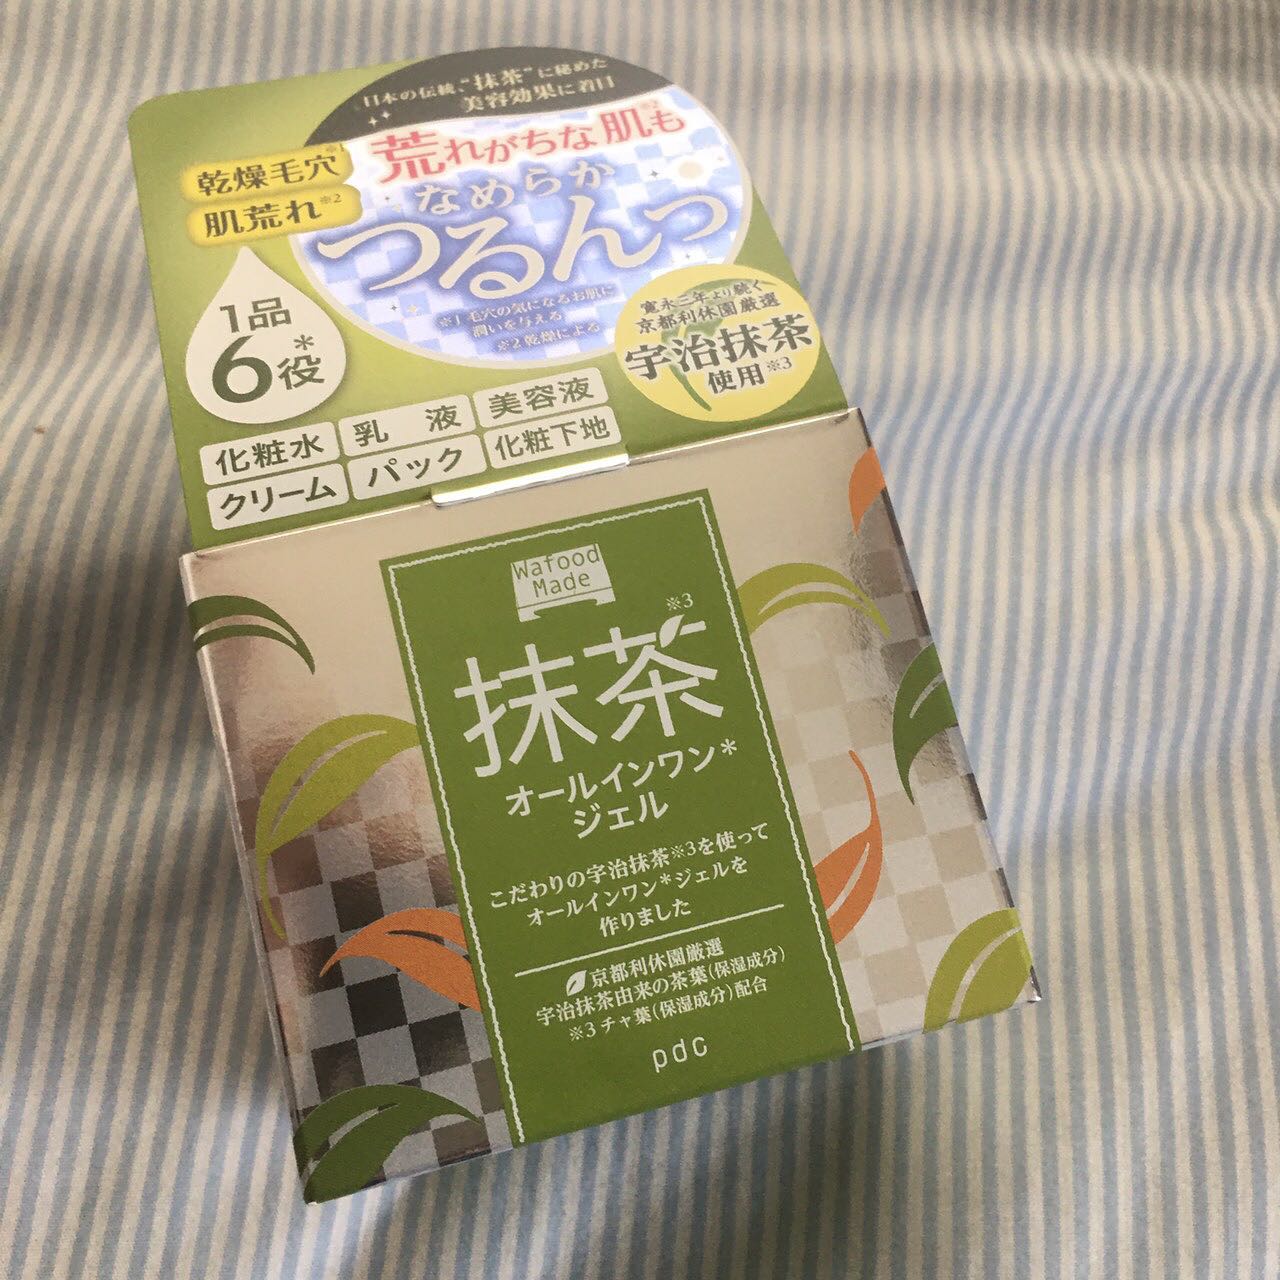 日本の伝統、“抹茶”に秘めた
美容効果に着目
荒れがちな肌※2も
なめらか
つるんっ
乾燥毛穴※1
肌荒れ※2
※1 毛穴の気になるお肌に
潤いを与える
※2 乾燥による
1品
6役*
寛永二年より続く
京都利休園厳選
宇治抹茶
使用※3
化粧水 乳液 美容液
クリーム パック 化粧下地
Wafood
Made
※3
抹茶
オールインワン*
ジェル
こだわりの宇治抹茶※3を使って
オールインワン*ジェルを
作りました
京都利休園厳選
宇治抹茶由来の茶葉(保湿成分)
※3 チャ葉(保湿成分)配合
pdc